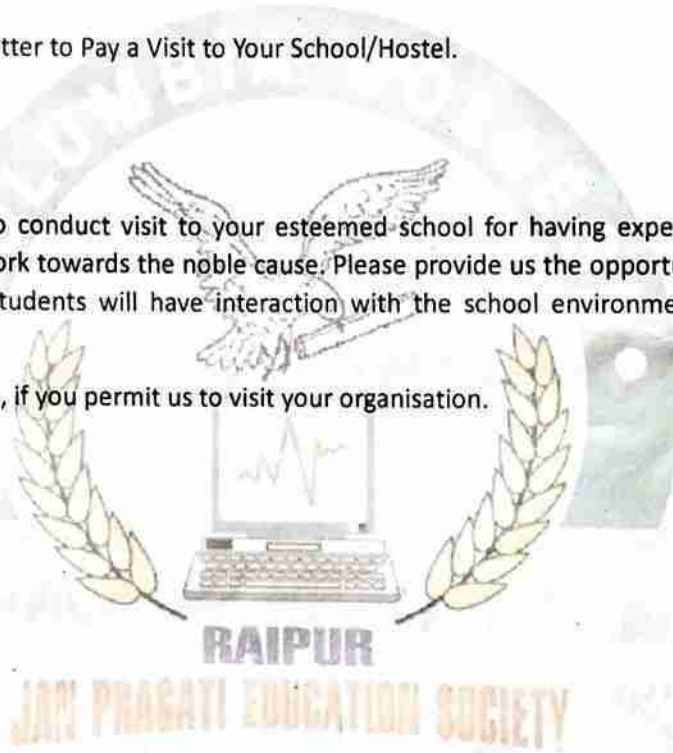 tter to Pay a Visit to Your School/Hostel.
o conduct visit to your esteemed school for having expe
ork towards the noble cause. Please provide us the opport
tudents will have interaction with the school environme
, if you permit us to visit your organisation.
RAIPUR
JAN PRAGATI EDUCATION SOCIETY